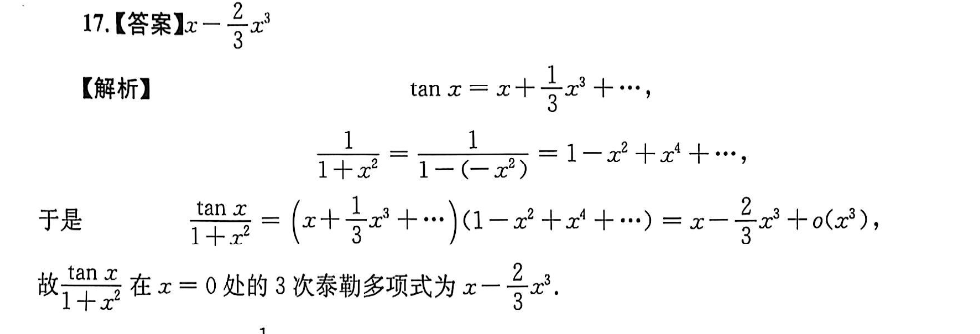 17.【答案】x − 2/3 x³
【解析】 tan x = x + 1/3 x³ + ⋯,
1/(1+x²) = 1/(1−(−x²)) = 1 − x² + x⁴ + ⋯,
于是 tan x/(1+x²) = (x + 1/3 x³ + ⋯)(1 − x² + x⁴ + ⋯) = x − 2/3 x³ + o(x³),
故 tan x/(1+x²) 在 x = 0 处的 3 次泰勒多项式为 x − 2/3 x³.